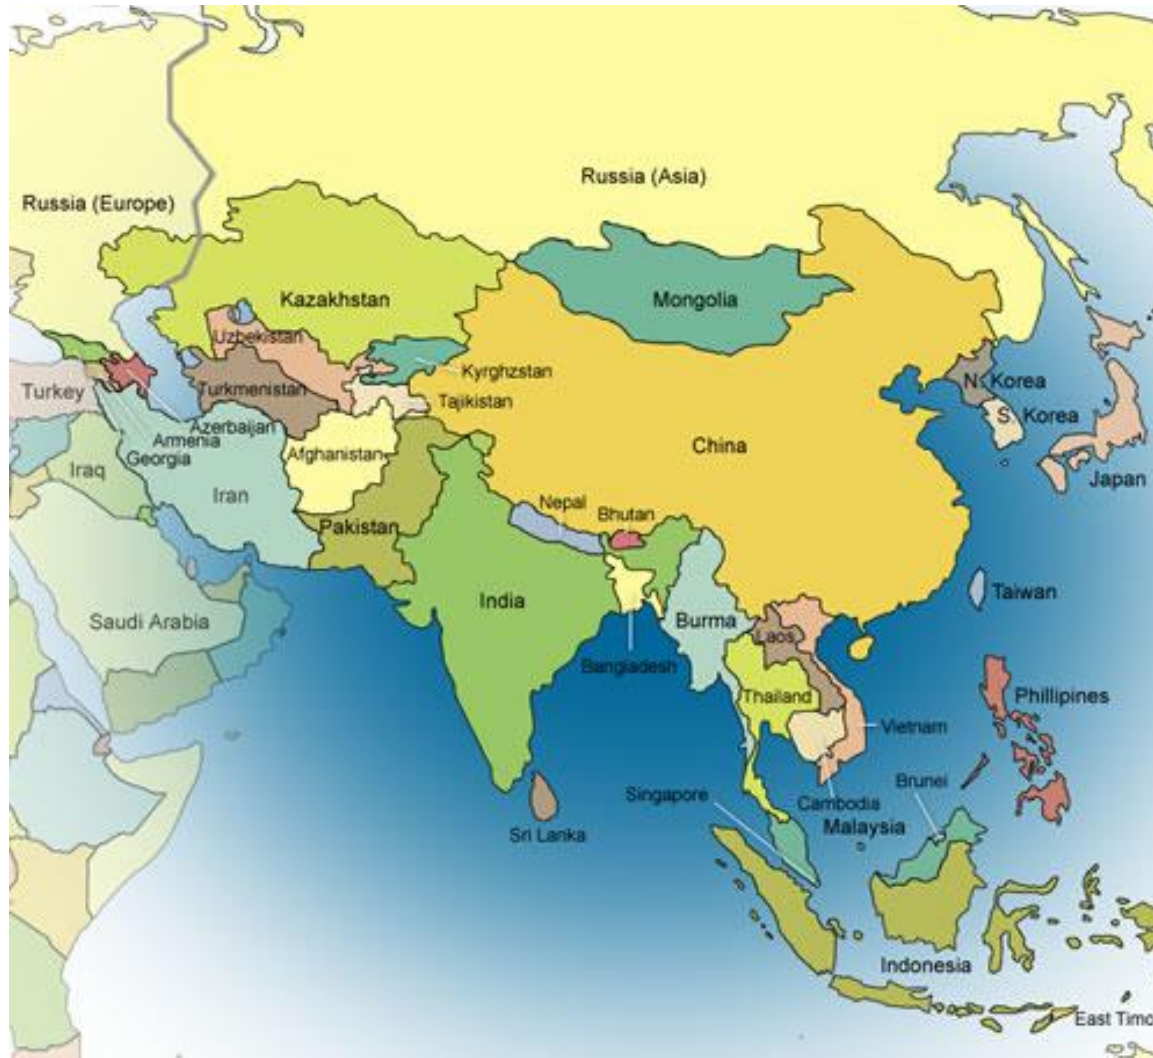 Russia (Asia)
Russia (Europe)
Kazakhstan
Mongolia
Uzbekistan
Kyrghzstan
N. Korea
Turkey
Turkmenistan
Tajikistan
S. Korea
Azerbaijan
Armenia
Georgia
Afghanistan
China
Iraq
Iran
Japan
Nepal
Bhutan
Pakistan
Taiwan
India
Saudi Arabia
Burma
Laos
Bangladesh
Thailand
Phillipines
Vietnam
Brunei
Singapore
Cambodia
Malaysia
Sri Lanka
Indonesia
East Timo